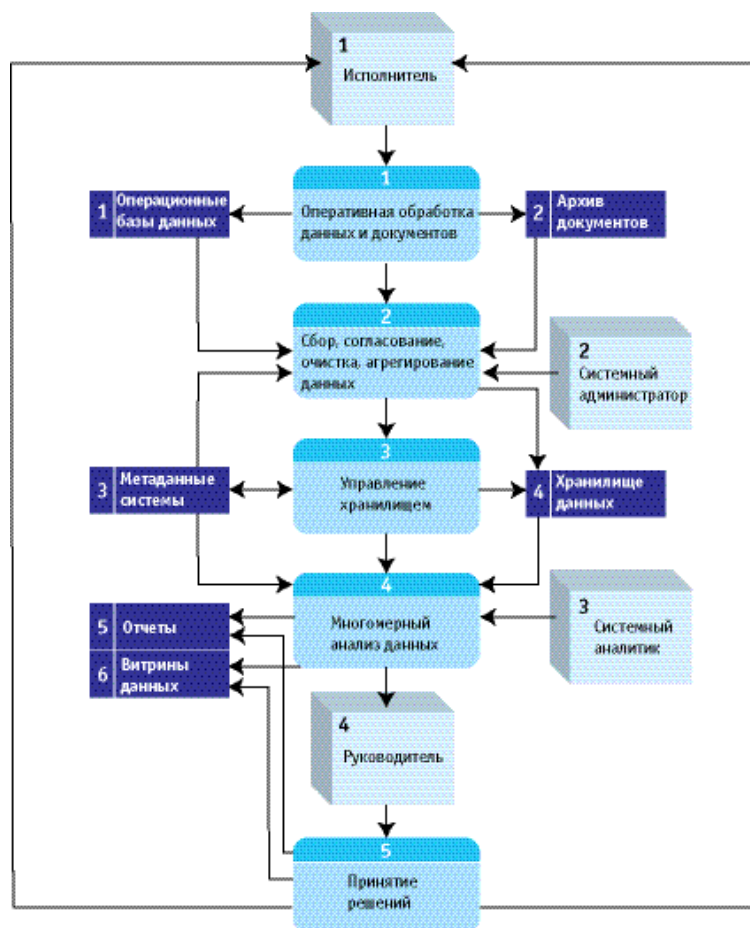 1
Исполнитель
1
Оперативная обработка
данных и документов
1
Операционные
базы данных
2
Архив
документов
2
Сбор, согласование,
очистка, агрегирование
данных
2
Системный
администратор
3
Управление
хранилищем
3
Метаданные
системы
4
Хранилище
данных
4
Многомерный
анализ данных
3
Системный
аналитик
5
Отчеты
6
Витрины
данных
4
Руководитель
5
Принятие
решений